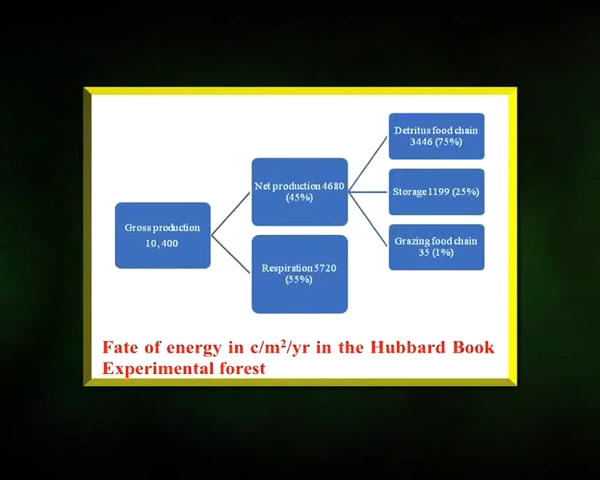 Gross production
10, 400
Net production 4680
(45%)
Respiration 5720
(55%)
Detritus food chain
3446 (75%)
Storage 1199 (25%)
Grazing food chain
35 (1%)
Fate of energy in c/m²/yr in the Hubbard Book
Experimental forest